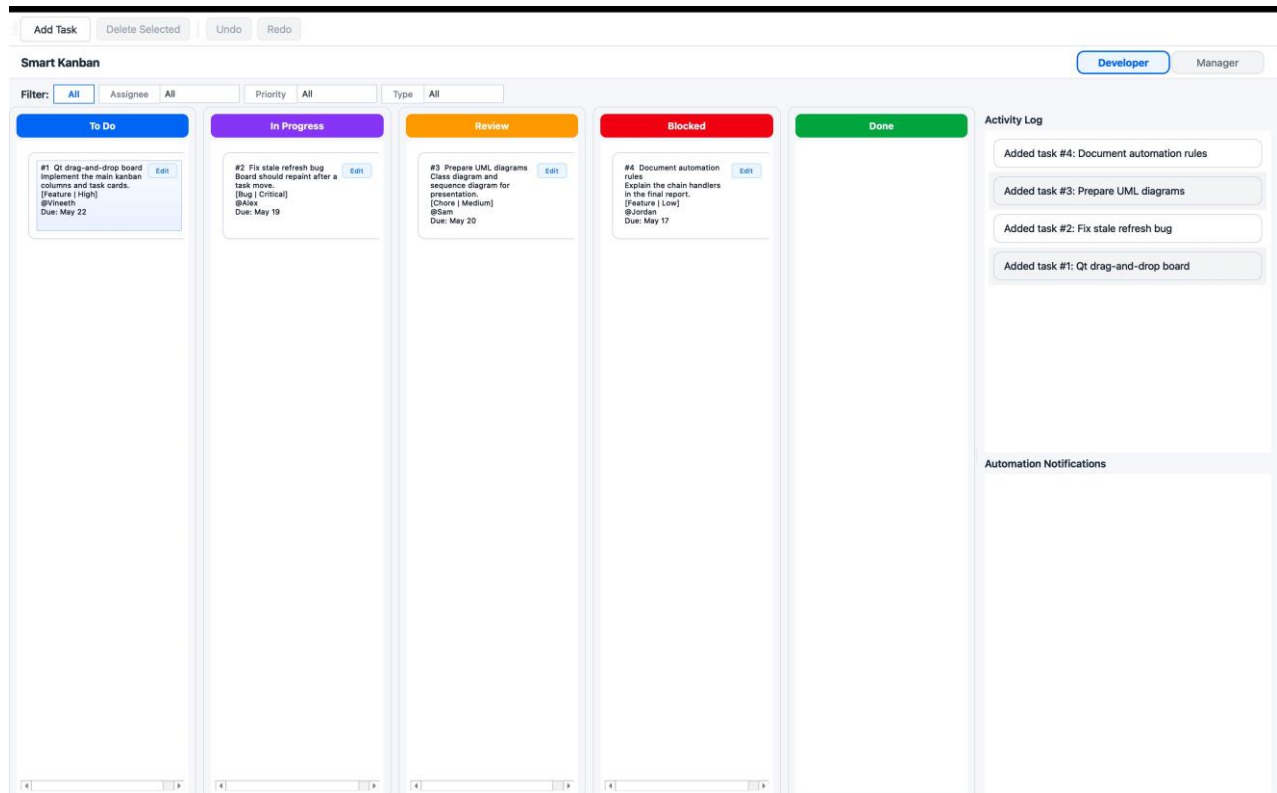 Add Task
Delete Selected
Undo
Redo
Smart Kanban
Developer
Manager
Filter:
All
Assignee
All
Priority
All
Type
All
To Do
#1 Qt drag-and-drop board
Edit
Implement the main kanban
columns and task cards.
[Feature | High]
@Vineeth
Due: May 22
In Progress
#2 Fix stale refresh bug
Edit
Board should repaint after a
task move.
[Bug | Critical]
@Alex
Due: May 19
Review
#3 Prepare UML diagrams
Edit
Class diagram and
sequence diagram for
presentation.
[Chore | Medium]
@Sam
Due: May 20
Blocked
#4 Document automation
Edit
rules
Explain the chain handlers
in the final report.
[Feature | Low]
@Jordan
Due: May 17
Done
Activity Log
Added task #4: Document automation rules
Added task #3: Prepare UML diagrams
Added task #2: Fix stale refresh bug
Added task #1: Qt drag-and-drop board
Automation Notifications